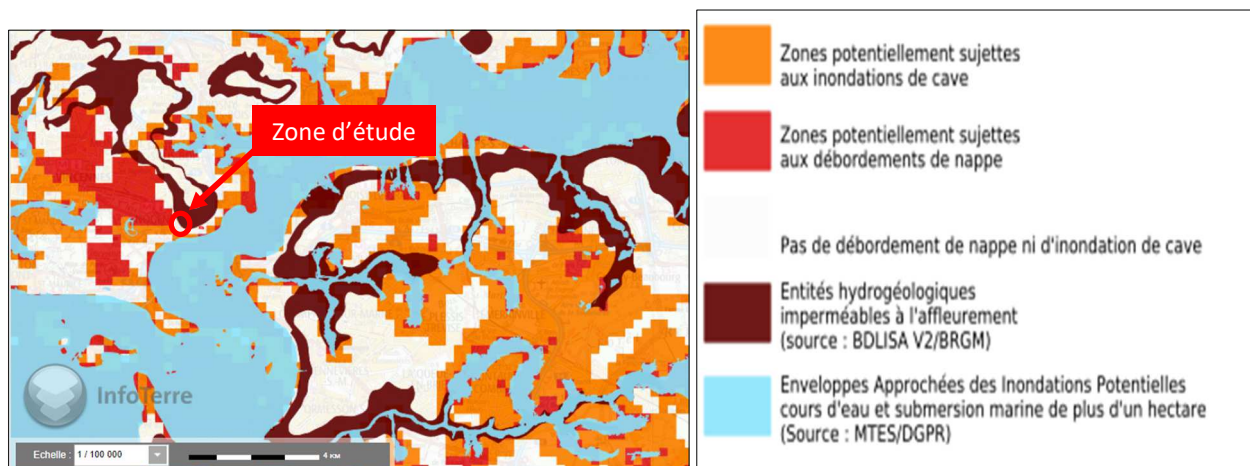 Zone d'étude
InfoTerre
Echelle : 1 / 100 000
4 KM
Zones potentiellement sujettes
aux inondations de cave
Zones potentiellement sujettes
aux débordements de nappe
Pas de débordement de nappe ni d'inondation de cave
Entités hydrogéologiques
imperméables à l'affleurement
(source : BDLISA V2/BRGM)
Enveloppes Approchées des Inondations Potentielles
cours d'eau et submersion marine de plus d'un hectare
(Source : MTES/DGPR)